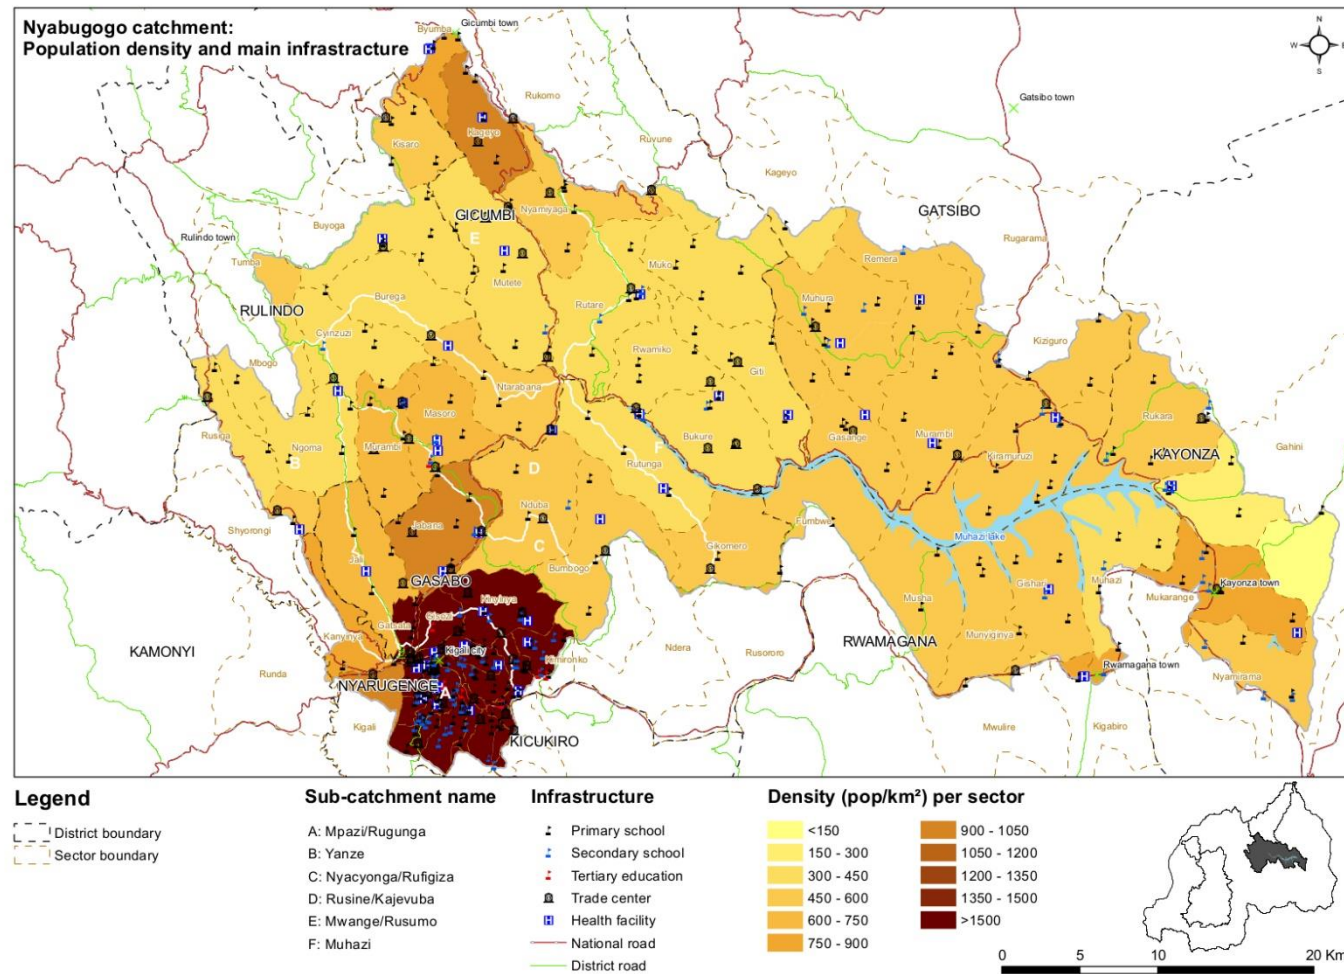 Nyabugogo catchment:
Population density and main infrastracture
Byumba
Gicumbi town
N
W
S
Gatsibo town
Rukomo
Kageyo
Ruvune
Kisaro
Kageyo
Nyamiyaga
GICUMBI
GATSIBO
Buyoga
Rulindo town
E
Rugarama
Tumba
Muko
Remera
Mutete
Burega
Rutare
Muhura
RULINDO
Cyinzuzi
Kiziguro
Mbogo
Rwamiko
Giti
Ntarabana
Masoro
Rukara
Rusiga
Ngoma
Murambi
Bukure
Gasange
Murambi
Gahini
B
F
Rutunga
Kiramuruzi
KAYONZA
D
Nduba
Shyorongi
Jabana
Fumbwe
Muhazi lake
C
Gikomero
Jali
Bumbogo
GASABO
Gishari
Muhazi
Kayonza town
Kinyinya
Mukarange
Gisozi
Musha
Gatsata
Munyiginya
Kanyinya
RWAMAGANA
KAMONYI
Kigali city
Kimironko
Ndera
Rusororo
Runda
Rwamagana town
NYARUGENGE
A
Nyamirama
Kigali
Mwulire
Kigabiro
KICUKIRO
Legend
District boundary
Sector boundary
Sub-catchment name
A: Mpazi/Rugunga
B: Yanze
C: Nyacyonga/Rufigiza
D: Rusine/Kajevuba
E: Mwange/Rusumo
F: Muhazi
Infrastructure
Primary school
Secondary school
Tertiary education
Trade center
Health facility
National road
District road
Density (pop/km²) per sector
<150
150 - 300
300 - 450
450 - 600
600 - 750
750 - 900
900 - 1050
1050 - 1200
1200 - 1350
1350 - 1500
>1500
0 5 10 20 Km